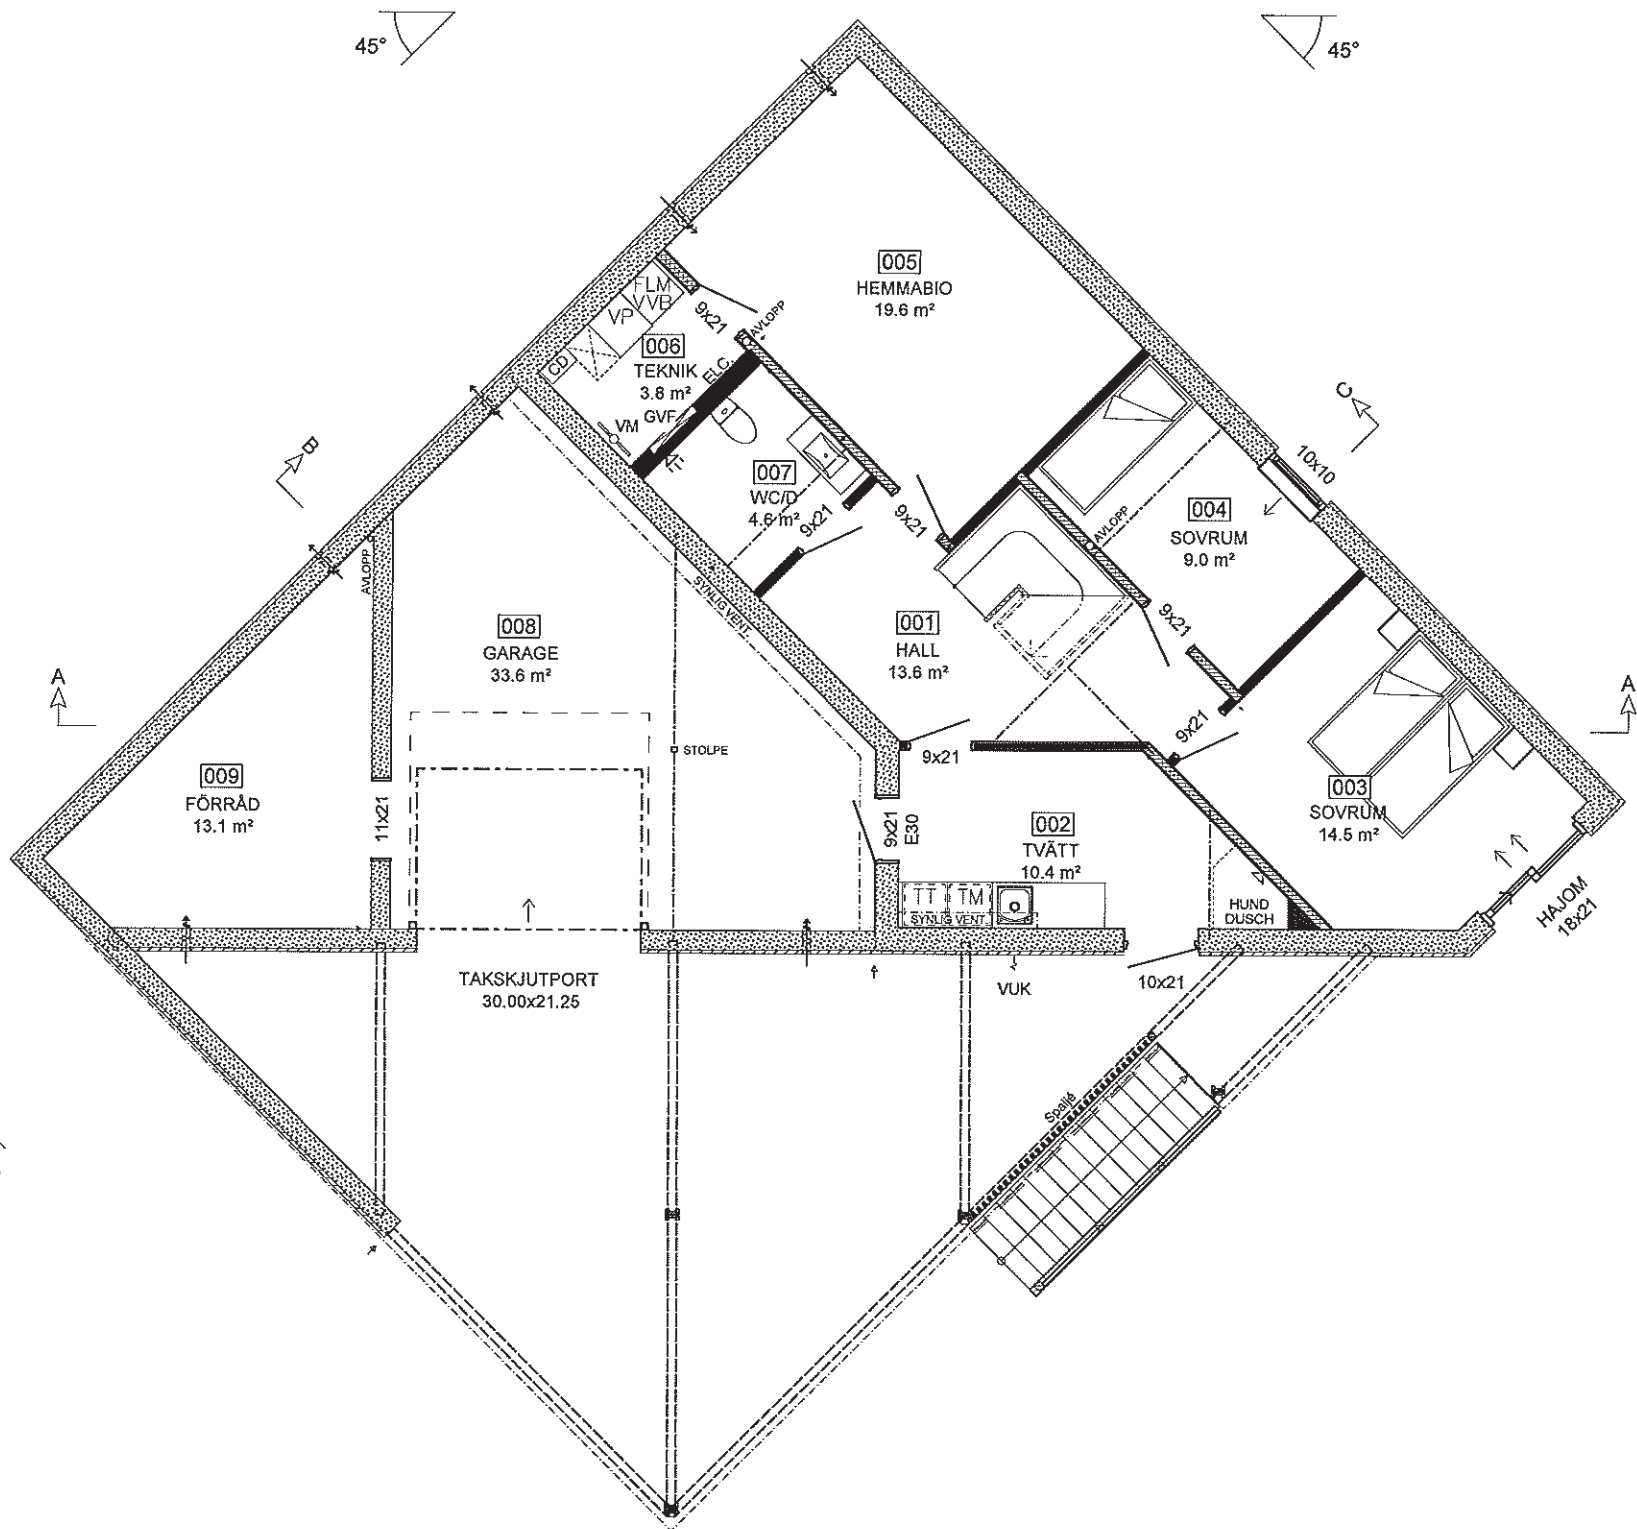 45°
45°
005
HEMMABIO
19.6 m²
FLM
VVB
VP
CD
9x21
AVLOPP
006
TEKNIK
3.8 m²
ELC.
GVF
VM
007
WC/D
4.6 m²
9x21
9x21
C
10x10
004
SOVRUM
9.0 m²
AVLOPP
B
AVLOPP
SYNLIG VENT.
008
GARAGE
33.6 m²
001
HALL
13.6 m²
9x21
A
A
9x21
9x21
STOLPE
009
FÖRRÅD
13.1 m²
11x21
9x21
E30
003
SOVRUM
14.5 m²
002
TVÄTT
10.4 m²
TT
TM
SYNLIG VENT.
HUND
DUSCH
HAJOM
18x21
TAKSKJUTPORT
30.00x21.25
VUK
10x21
Spaljé